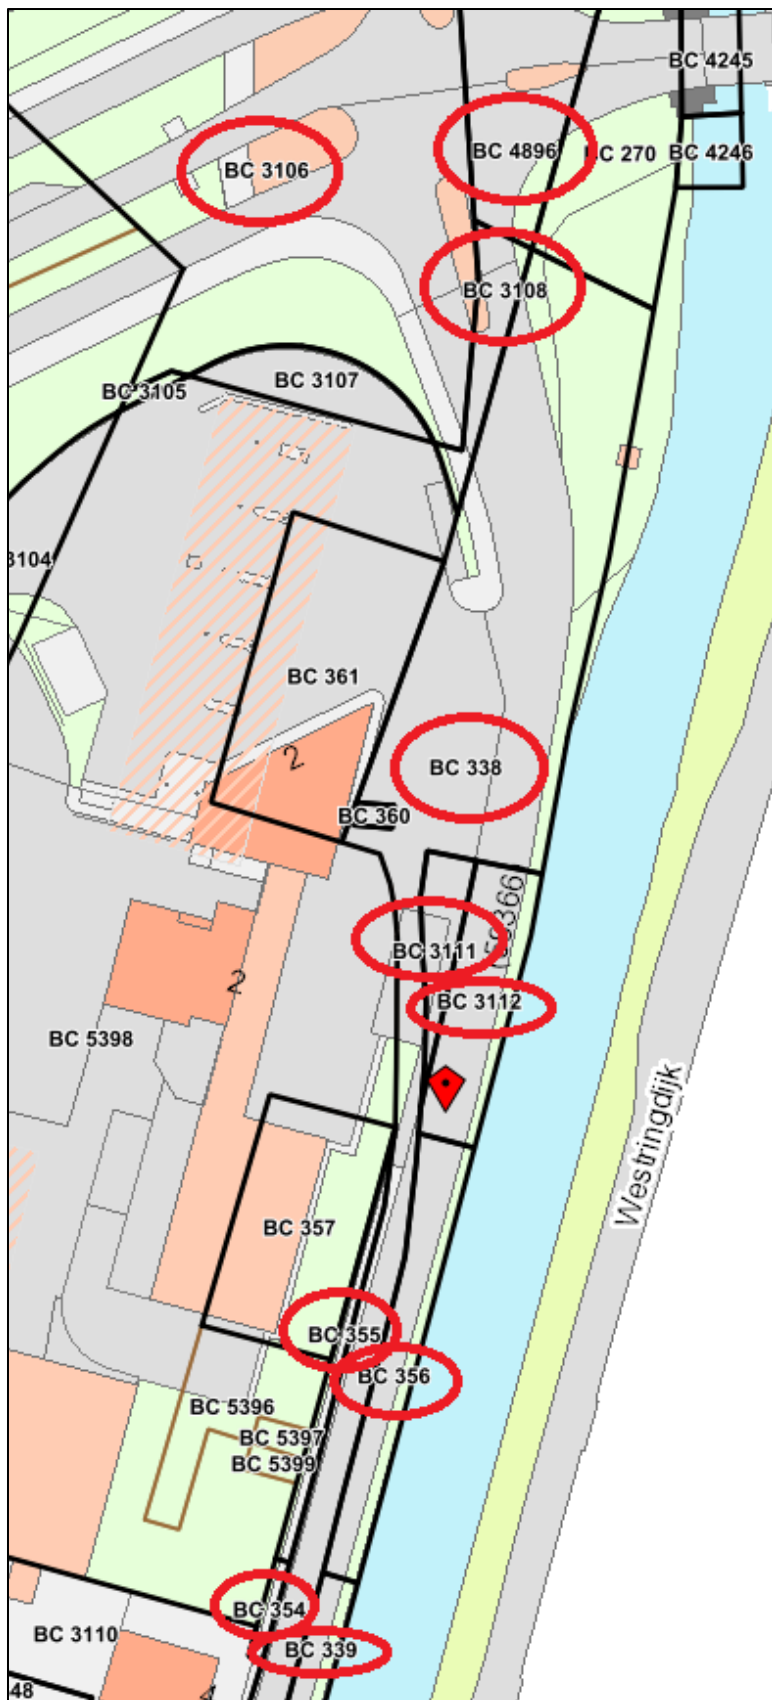 BC 4245
BC 4896
BC 270
BC 4246
BC 3106
BC 3108
BC 3107
BC 3105
3104
BC 361
2
BC 338
BC 360
BC 3111
BC 3112
2
BC 5398
Westringdijk
BC 357
BC 355
BC 356
BC 5396
BC 5397
BC 5399
BC 354
BC 3110
BC 339
48